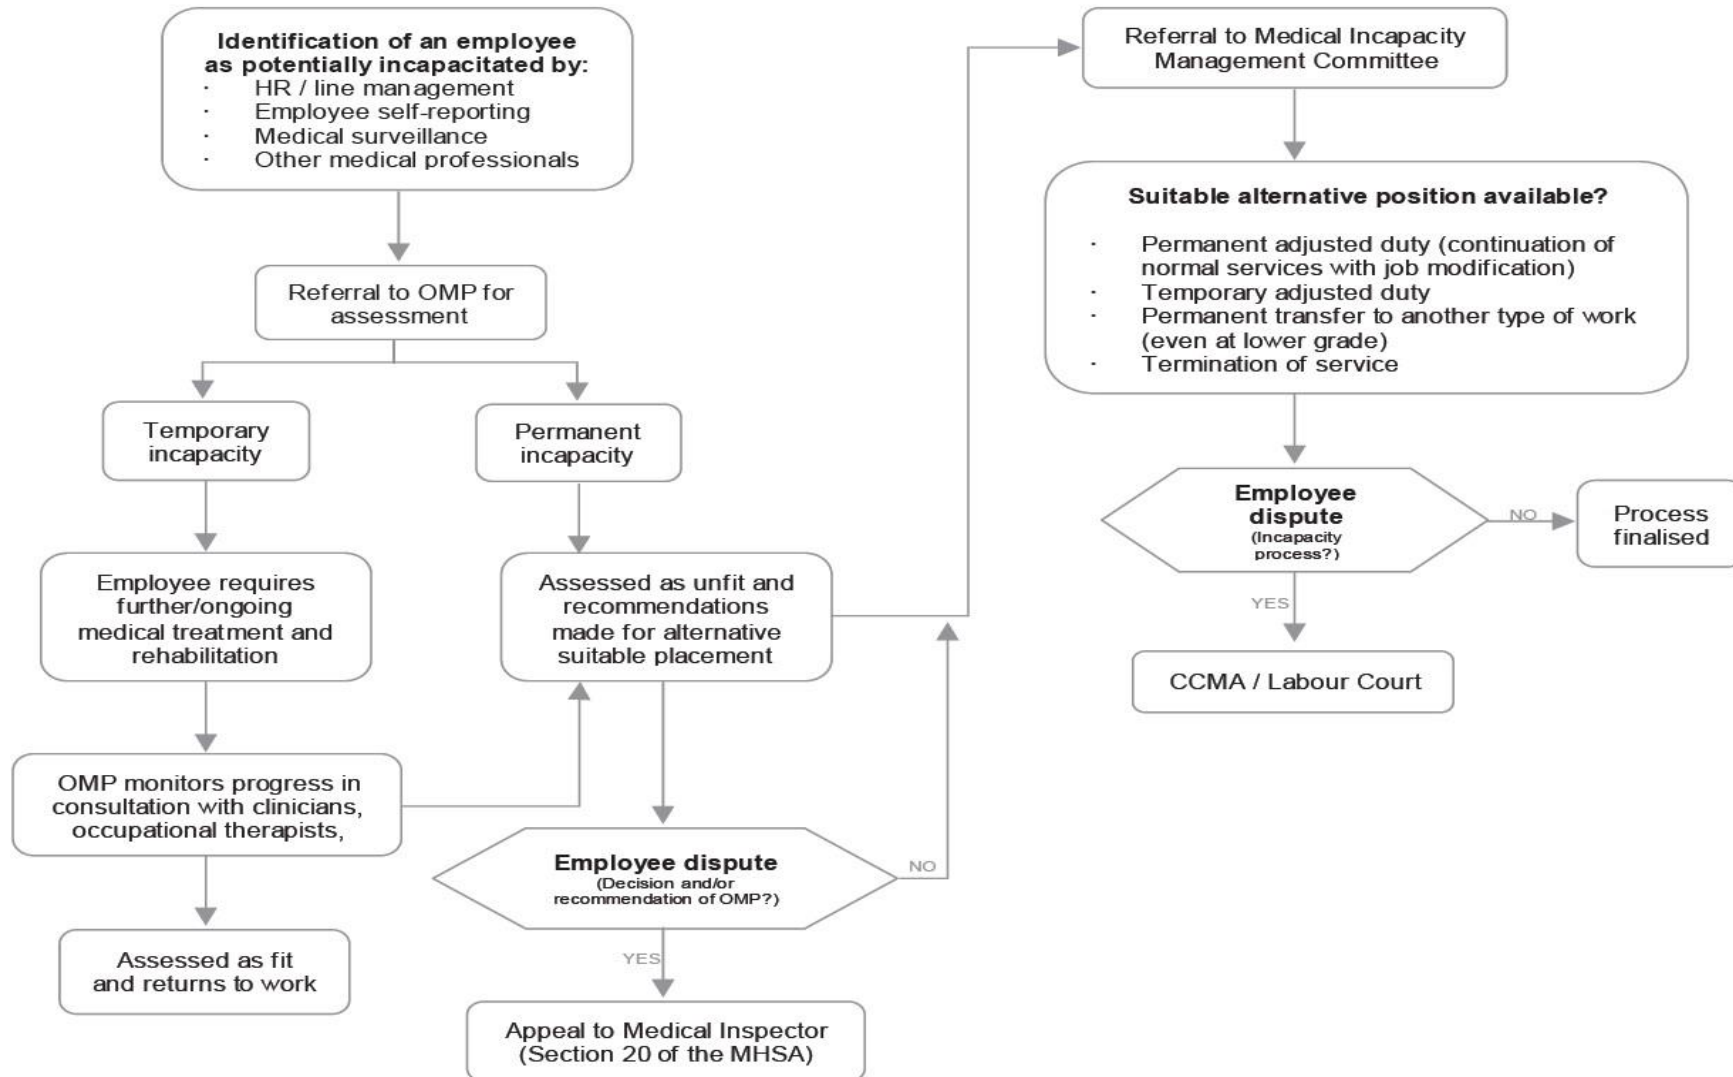 Identification of an employee
as potentially incapacitated by:
· HR / line management
· Employee self-reporting
· Medical surveillance
· Other medical professionals
Referral to OMP for
assessment
Temporary
incapacity
Permanent
incapacity
Employee requires
further/ongoing
medical treatment and
rehabilitation
Assessed as unfit and
recommendations
made for alternative
suitable placement
OMP monitors progress in
consultation with clinicians,
occupational therapists,
Assessed as fit
and returns to work
Employee dispute
(Decision and/or
recommendation of OMP?)
NO
YES
Appeal to Medical Inspector
(Section 20 of the MHSA)
Referral to Medical Incapacity
Management Committee
Suitable alternative position available?
· Permanent adjusted duty (continuation of
normal services with job modification)
· Temporary adjusted duty
· Permanent transfer to another type of work
(even at lower grade)
· Termination of service
Employee
dispute
(Incapacity
process?)
NO
Process
finalised
YES
CCMA / Labour Court